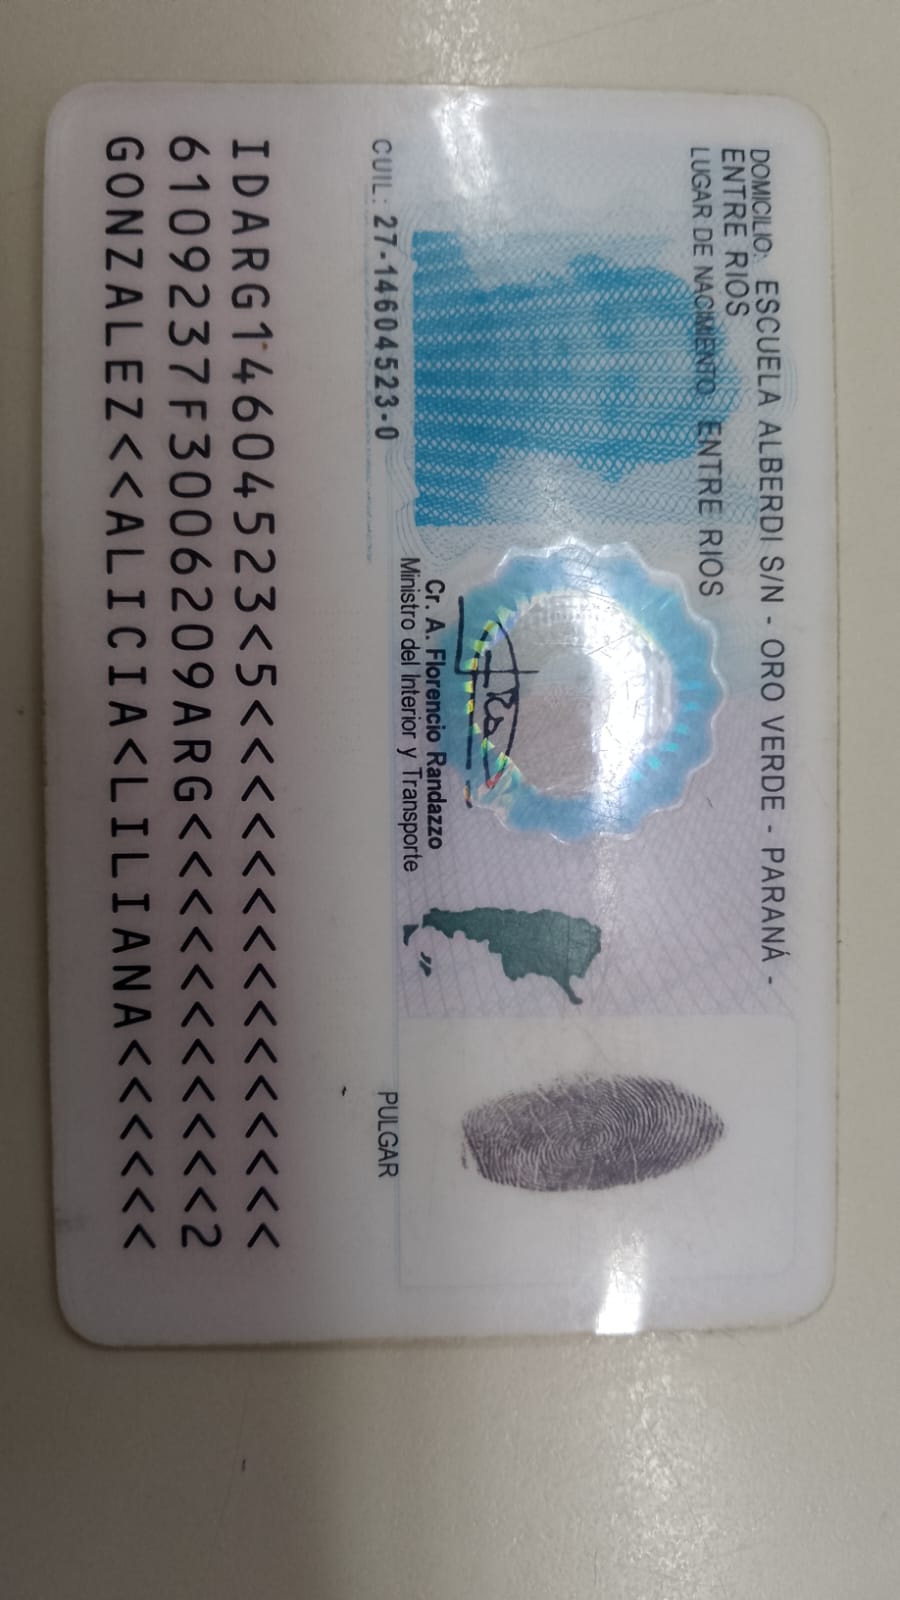 DOMICILIO: ESCUELA ALBERDI S/N - ORO VERDE - PARANÁ -
ENTRE RIOS
LUGAR DE NACIMIENTO: ENTRE RIOS
Cr. A. Florencio Randazzo
Ministro del Interior y Transporte
CUIL: 27-14604523-0
PULGAR
IDARG14604523<5<<<<<<<<<<<<<<<
6109237F3006209ARG<<<<<<<<<<<2
GONZALEZ<<ALICIA<LILIANA<<<<<<